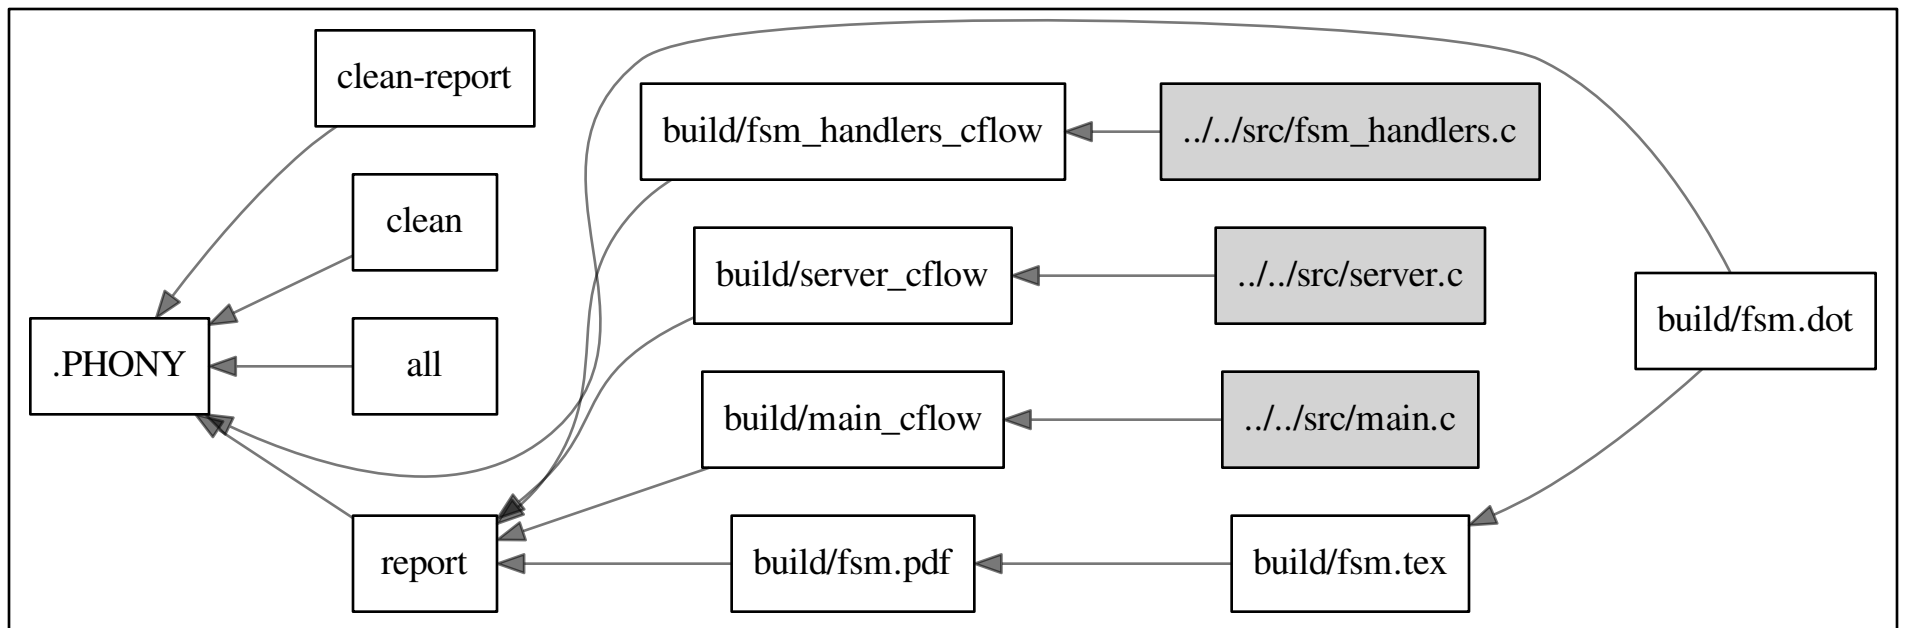 clean-report
build/fsm_handlers_cflow
../../src/fsm_handlers.c
clean
build/server_cflow
../../src/server.c
build/fsm.dot
.PHONY
all
build/main_cflow
../../src/main.c
report
build/fsm.pdf
build/fsm.tex